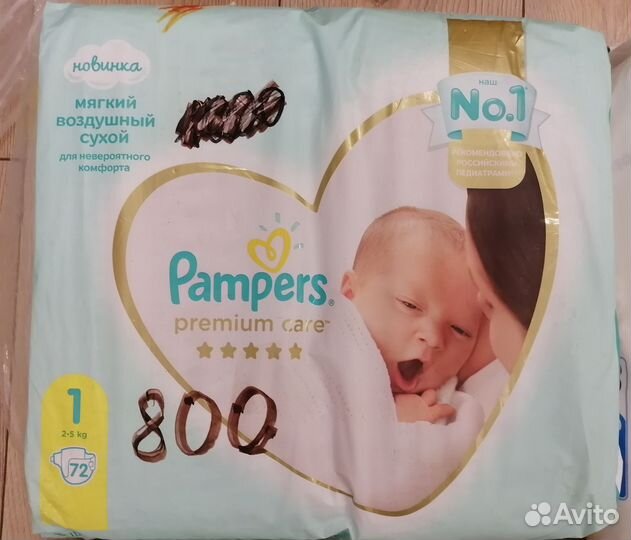 новинка
мягкий
воздушный
сухой
для невероятного
комфорта
наш
No.1
РЕКОМЕНДОВАНО
РОССИЙСКИМИ
ПЕДИАТРАМИ
Pampers®
premium care™
1
2-5 kg
72
800
Avito